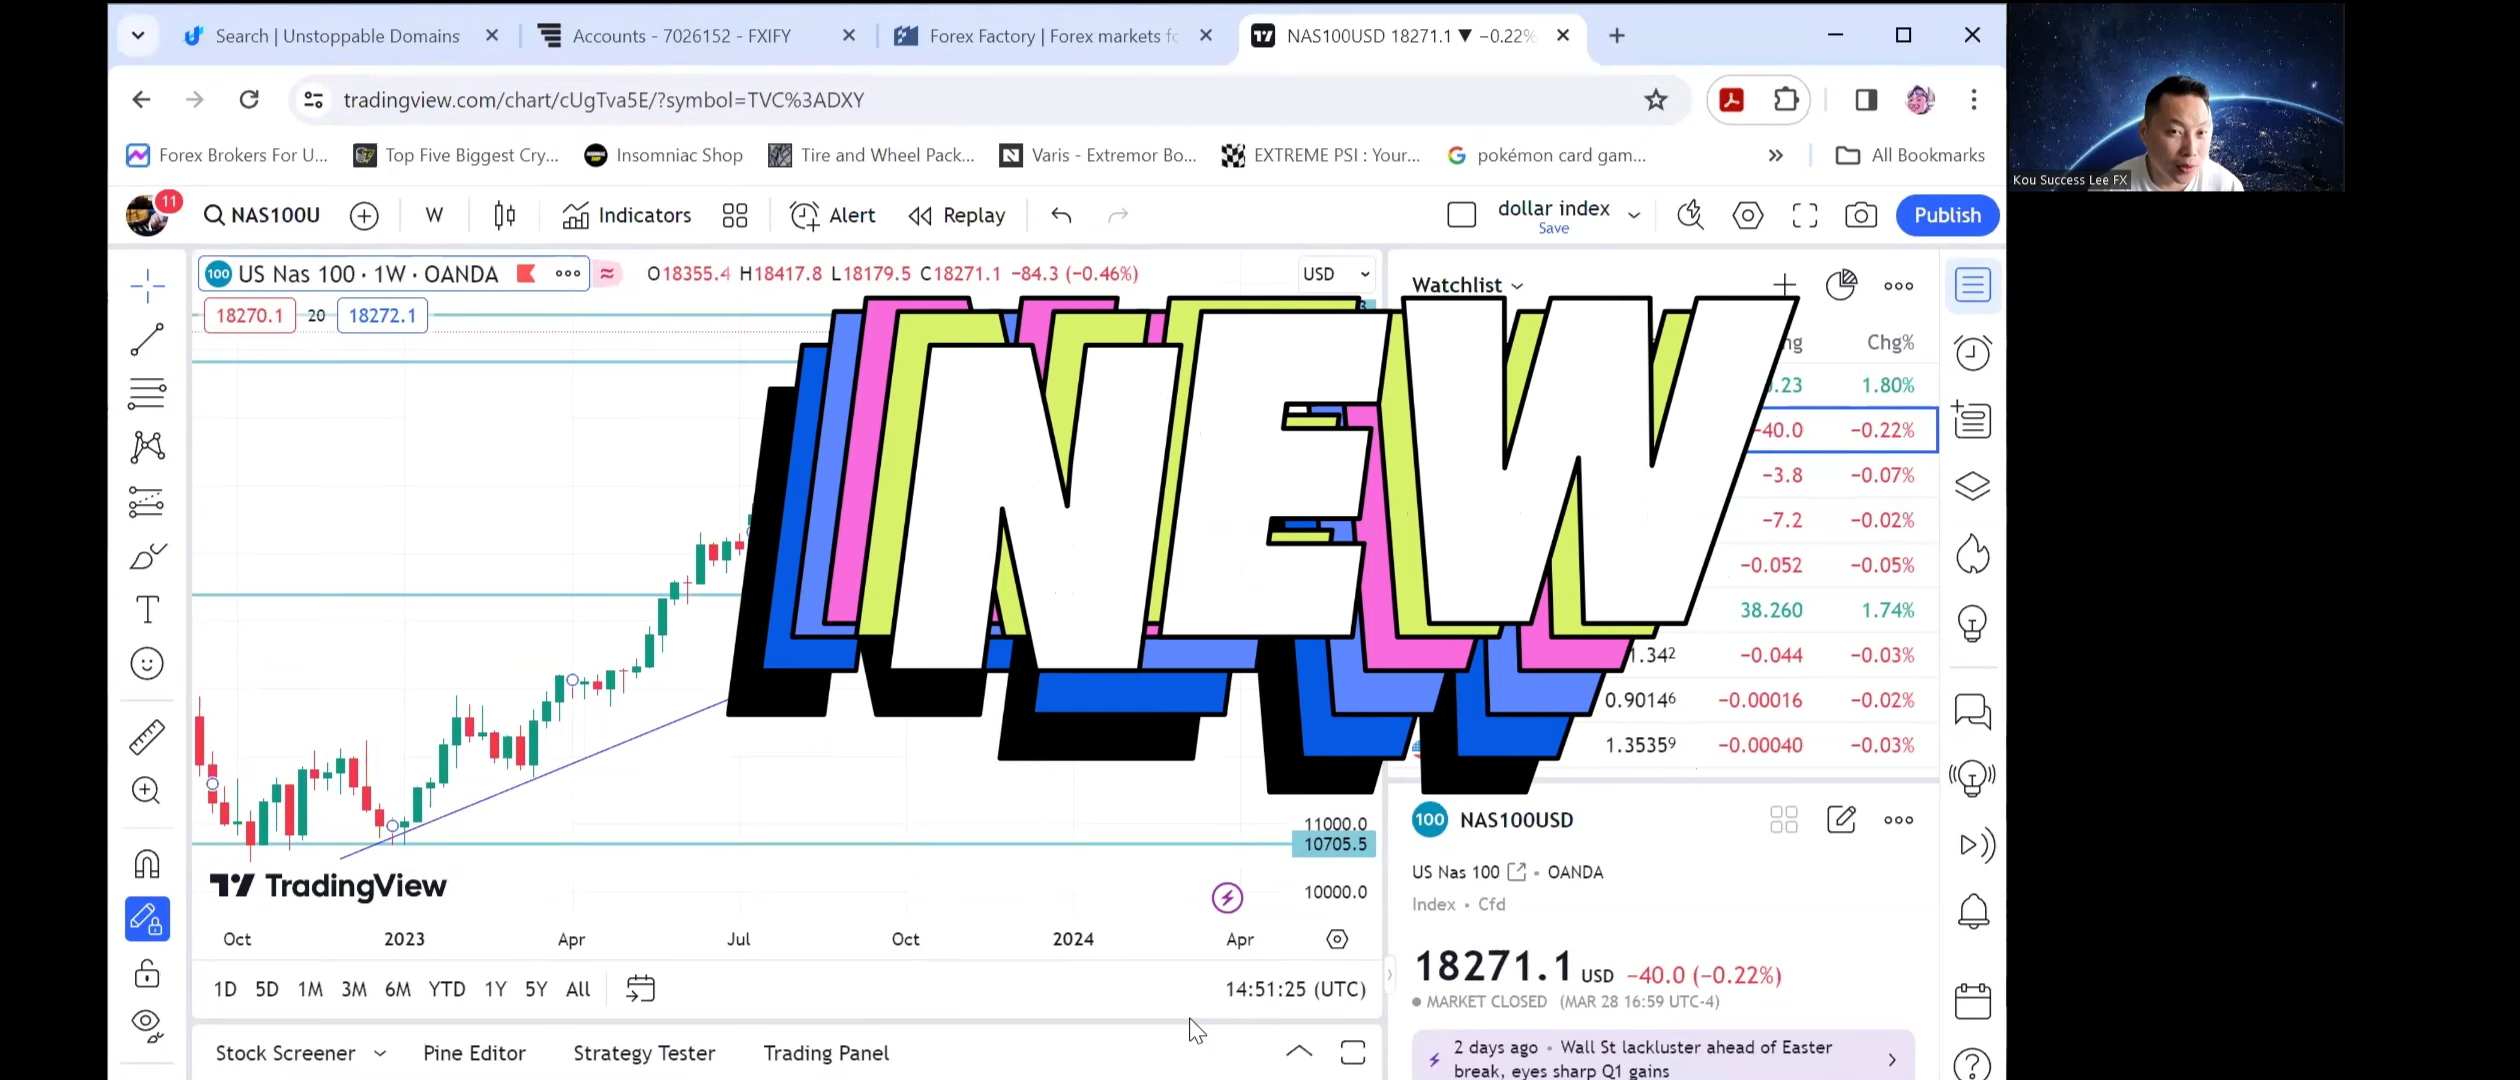 Search | Unstoppable Domains
Accounts - 7026152 - FXIFY
Forex Factory | Forex markets fo
NAS100USD 18271.1 ▼ −0.22%
tradingview.com/chart/cUgTva5E/?symbol=TVC%3ADXY
Kou Success Lee FX
Forex Brokers For U...
Top Five Biggest Cry...
Insomniac Shop
Tire and Wheel Pack...
Varis - Extremor Bo...
EXTREME PSI : Your...
pokémon card gam...
»
All Bookmarks
11
NAS100U
W
Indicators
Alert
Replay
dollar index
Save
Publish
100 US Nas 100 · 1W · OANDA
O18355.4 H18417.8 L18179.5 C18271.1 −84.3 (−0.46%)
USD
18270.1 20 18272.1
Watchlist
NEW
ng Chg%
.23 1.80%
-40.0 −0.22%
−3.8 −0.07%
−7.2 −0.02%
−0.052 −0.05%
38.260 1.74%
1.342 −0.044 −0.03%
0.90146 −0.00016 −0.02%
1.35359 −0.00040 −0.03%
11000.0
10705.5
10000.0
TradingView
Oct 2023 Apr Jul Oct 2024 Apr
1D 5D 1M 3M 6M YTD 1Y 5Y All
14:51:25 (UTC)
Stock Screener
Pine Editor
Strategy Tester
Trading Panel
100 NAS100USD
US Nas 100 • OANDA
Index • Cfd
18271.1 USD −40.0 (−0.22%)
MARKET CLOSED (MAR 28 16:59 UTC-4)
2 days ago • Wall St lackluster ahead of Easter
break, eyes sharp Q1 gains